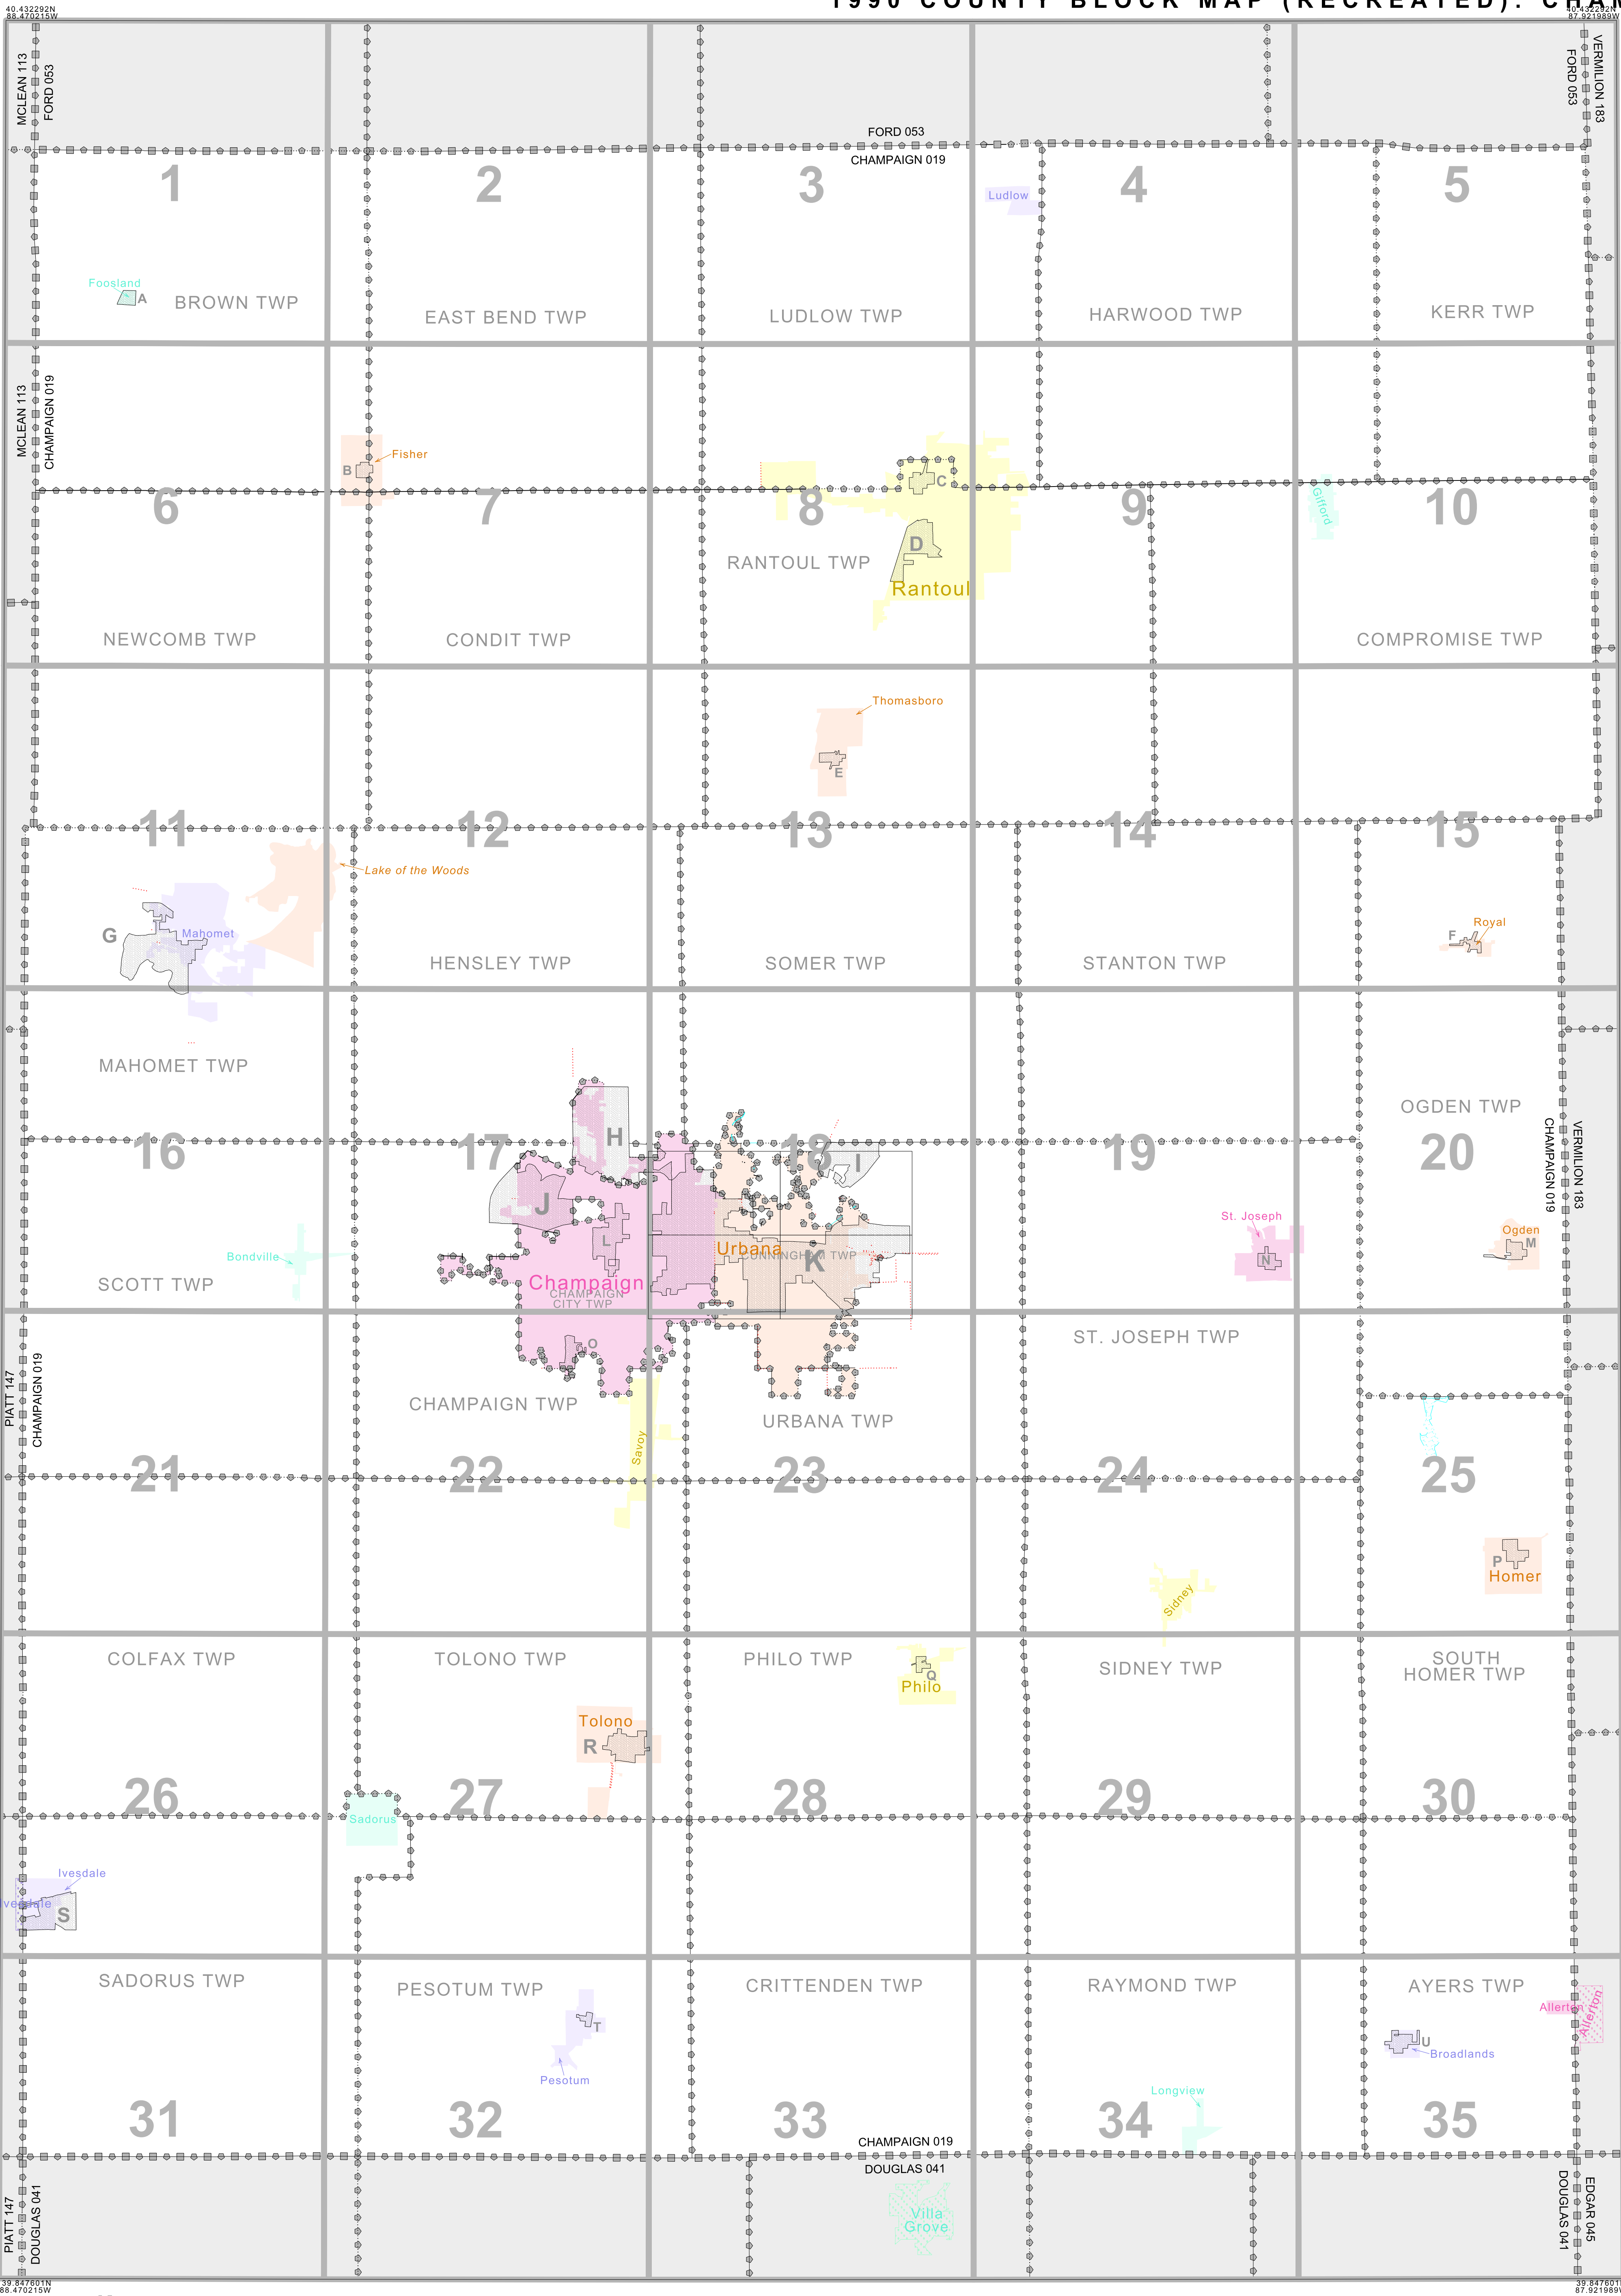 1990 COUNTY BLOCK MAP (RECREATED): CHAM
40.432292N
88.470215W
40.432292N
87.921989W
MCLEAN 113
FORD 053
FORD 053
VERMILION 183
FORD 053
CHAMPAIGN 019
1
2
3
4
5
Ludlow
Foosland
A
BROWN TWP
EAST BEND TWP
LUDLOW TWP
HARWOOD TWP
KERR TWP
MCLEAN 113
CHAMPAIGN 019
Fisher
B
C
6
7
8
9
10
Gifford
D
RANTOUL TWP
Rantoul
NEWCOMB TWP
CONDIT TWP
COMPROMISE TWP
Thomasboro
E
11
12
13
14
15
Lake of the Woods
G
Mahomet
F
Royal
HENSLEY TWP
SOMER TWP
STANTON TWP
MAHOMET TWP
OGDEN TWP
CHAMPAIGN 019
VERMILION 183
16
17
H
18
I
19
20
J
St. Joseph
L
Bondville
Urbana
CUNNINGHAM TWP
K
N
Ogden
M
SCOTT TWP
Champaign
CHAMPAIGN
CITY TWP
O
ST. JOSEPH TWP
PIATT 147
CHAMPAIGN 019
CHAMPAIGN TWP
URBANA TWP
Savoy
21
22
23
24
25
P
Homer
Sidney
COLFAX TWP
TOLONO TWP
PHILO TWP
SIDNEY TWP
SOUTH
HOMER TWP
Q
Philo
Tolono
R
26
27
28
29
30
Sadorus
Ivesdale
Ivesdale
S
SADORUS TWP
PESOTUM TWP
CRITTENDEN TWP
RAYMOND TWP
AYERS TWP
Allerton
Allerton
T
U
Broadlands
Pesotum
Longview
31
32
33
34
35
CHAMPAIGN 019
DOUGLAS 041
PIATT 147
DOUGLAS 041
Villa
Grove
DOUGLAS 041
EDGAR 045
39.847601N
88.470215W
39.847601N
87.921989W